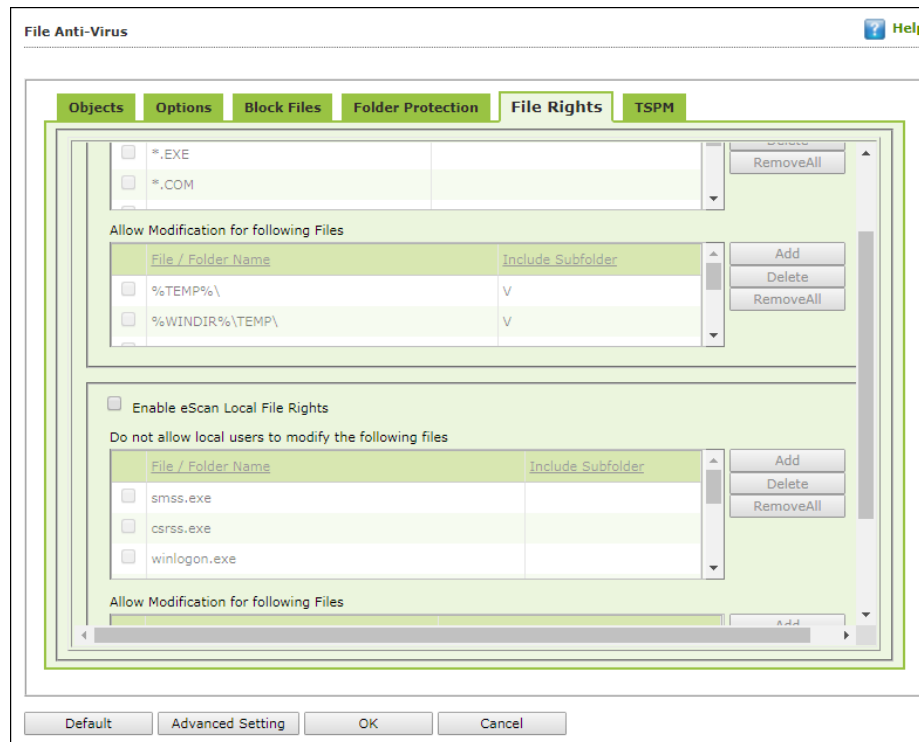 File Anti-Virus
Help
Objects Options Block Files Folder Protection File Rights TSPM
*.EXE
RemoveAll
*.COM
Allow Modification for following Files
File / Folder Name Include Subfolder Add
Delete
%TEMP%\ V RemoveAll
%WINDIR%\TEMP\ V
Enable eScan Local File Rights
Do not allow local users to modify the following files
File / Folder Name Include Subfolder Add
Delete
smss.exe RemoveAll
csrss.exe
winlogon.exe
Allow Modification for following Files
Add
Default Advanced Setting OK Cancel